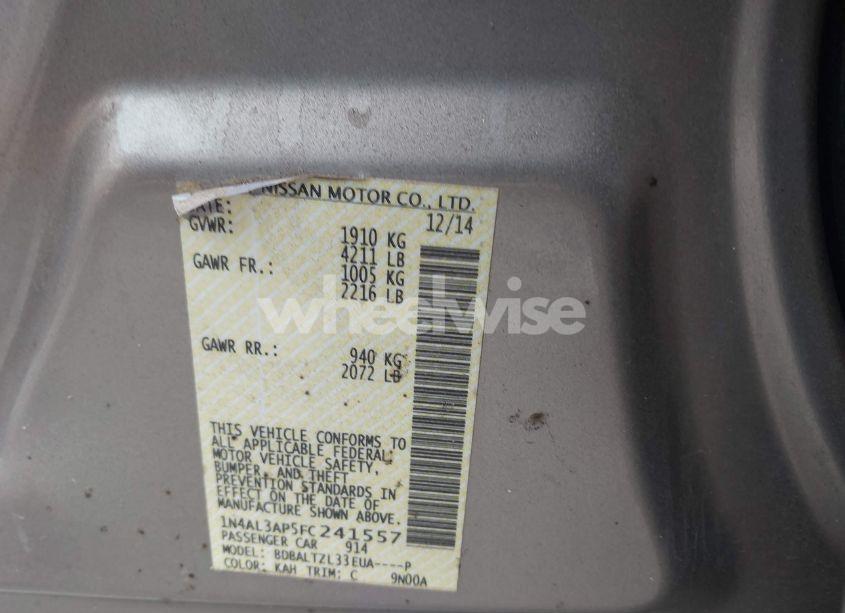 NISSAN MOTOR CO., LTD.
DATE: 12/14
GVWR: 1910 KG
4211 LB
GAWR FR.: 1005 KG
2216 LB
wheelwise
GAWR RR.: 940 KG
2072 LB
THIS VEHICLE CONFORMS TO
ALL APPLICABLE FEDERAL
MOTOR VEHICLE SAFETY,
BUMPER, AND THEFT
PREVENTION STANDARDS IN
EFFECT ON THE DATE OF
MANUFACTURE SHOWN ABOVE.
1N4AL3AP5FC241557
PASSENGER CAR 914
MODEL: BDBALTZL33EUA----P
COLOR: KAH TRIM: C 9N00A